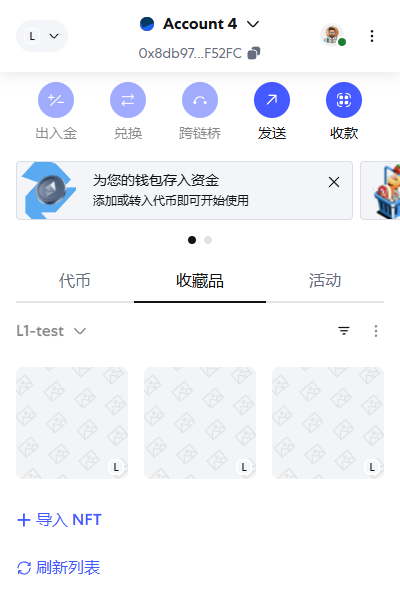 L
Account 4
0x8db97...F52FC
出入金
兑换
跨链桥
发送
收款
为您的钱包存入资金
添加或转入代币即可开始使用
代币
收藏品
活动
L1-test
L
L
L
导入 NFT
刷新列表